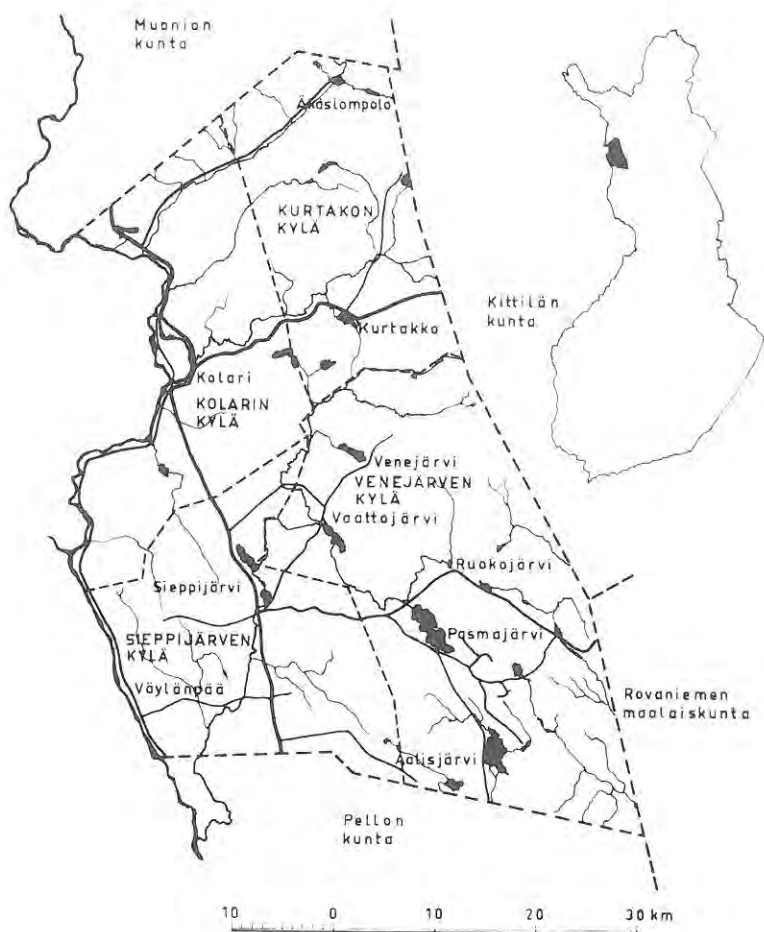 Muonion
kunta
Äkäslompolo
KURTAKON
KYLÄ
Kittilän
kunta
Kurtakko
Kolari
KOLARIN
KYLÄ
Venejärvi
VENEJÄRVEN
KYLÄ
Vaattojärvi
Ruokojärvi
Sieppijärvi
Pasmajärvi
SIEPPIJÄRVEN
KYLÄ
Väylänpää
Rovaniemen
maalaiskunta
Aalisjärvi
Pellon
kunta
10 0 10 20 30 km